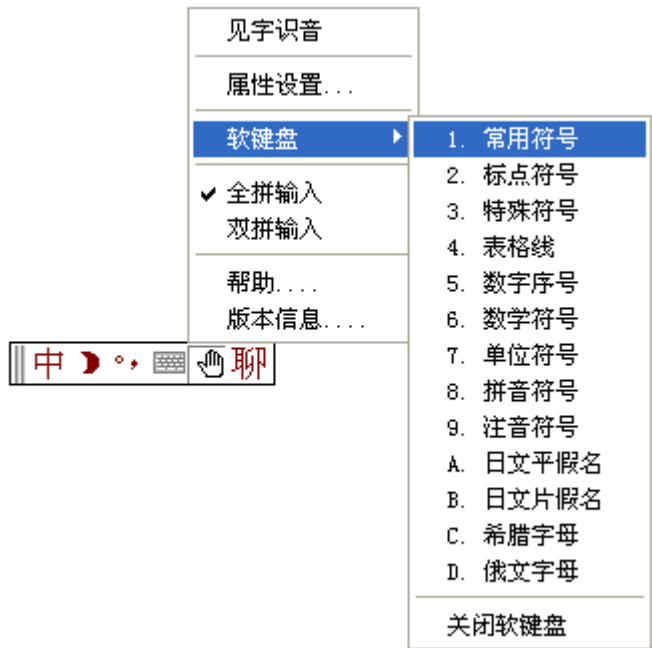 见字识音
属性设置...
软键盘
全拼输入
双拼输入
帮助....
版本信息....
中 °, 聊
1. 常用符号
2. 标点符号
3. 特殊符号
4. 表格线
5. 数字序号
6. 数学符号
7. 单位符号
8. 拼音符号
9. 注音符号
A. 日文平假名
B. 日文片假名
C. 希腊字母
D. 俄文字母
关闭软键盘